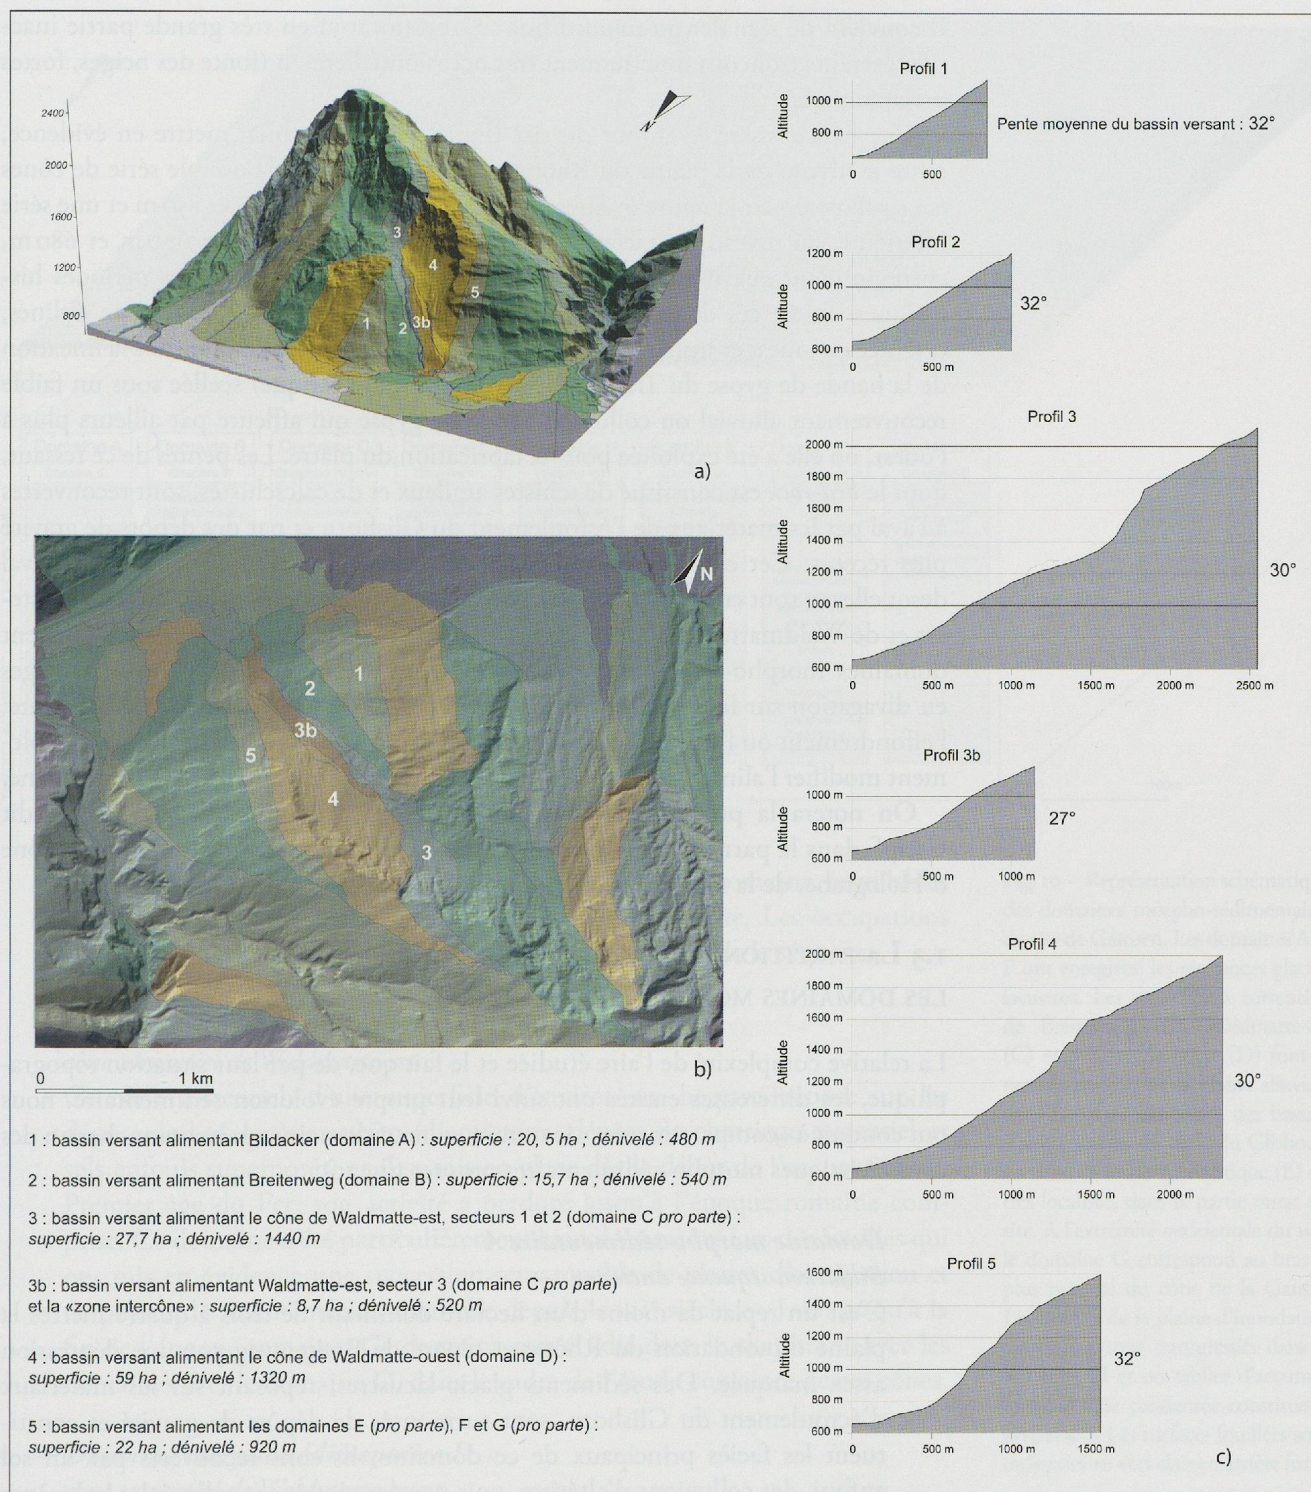 2400
2000
1600
1200
800
N
3
4
5
1
2
3b
a)
N
1
2
3b
5
4
3
b)
0 1 km
1 : bassin versant alimentant Bildacker (domaine A) : superficie : 20, 5 ha ; dénivelé : 480 m
2 : bassin versant alimentant Breitenweg (domaine B) : superficie : 15,7 ha ; dénivelé : 540 m
3 : bassin versant alimentant le cône de Waldmatte-est, secteurs 1 et 2 (domaine C pro parte) :
superficie : 27,7 ha ; dénivelé : 1440 m
3b : bassin versant alimentant Waldmatte-est, secteur 3 (domaine C pro parte)
et la «zone intercône» : superficie : 8,7 ha ; dénivelé : 520 m
4 : bassin versant alimentant le cône de Waldmatte-ouest (domaine D) :
superficie : 59 ha ; dénivelé : 1320 m
5 : bassin versant alimentant les domaines E (pro parte), F et G (pro parte) :
superficie : 22 ha ; dénivelé : 920 m
Profil 1
Altitude
1000 m
800 m
0 500
Pente moyenne du bassin versant : 32°
Profil 2
Altitude
1200 m
1000 m
800 m
600 m
0 500
32°
Profil 3
Altitude
2000 m
1800 m
1600 m
1400 m
1200 m
1000 m
800 m
600 m
0 500 m 1000 m 1500 m 2000 m 2500 m
30°
Profil 3b
Altitude
1000 m
800 m
600 m
0 500 m 1000 m
27°
Profil 4
Altitude
2000 m
1800 m
1600 m
1400 m
1200 m
1000 m
800 m
600 m
0 500 m 1000 m 1500 m 2000 m
30°
Profil 5
Altitude
1600 m
1400 m
1200 m
1000 m
800 m
600 m
0 500 m 1000 m 1500 m
32°
c)